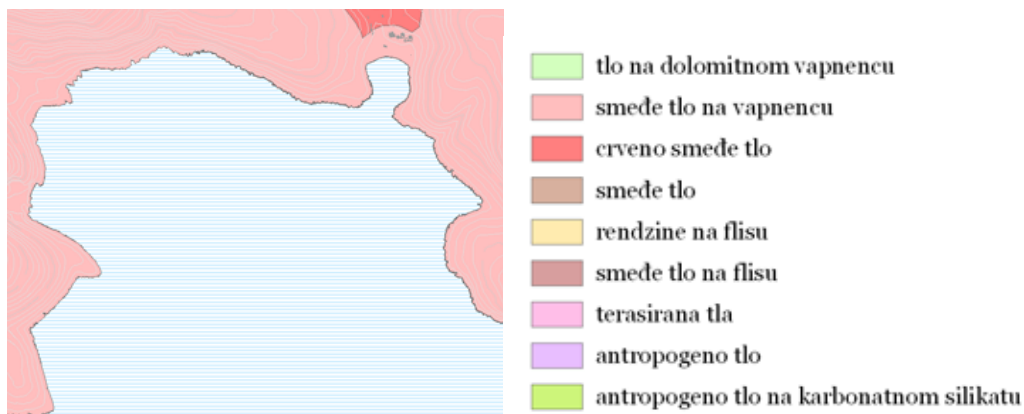 tlo na dolomitnom vapnencu
smeđe tlo na vapnencu
crveno smeđe tlo
smeđe tlo
rendzine na flisu
smeđe tlo na flisu
terasirana tla
antropogeno tlo
antropogeno tlo na karbonatnom silikatu